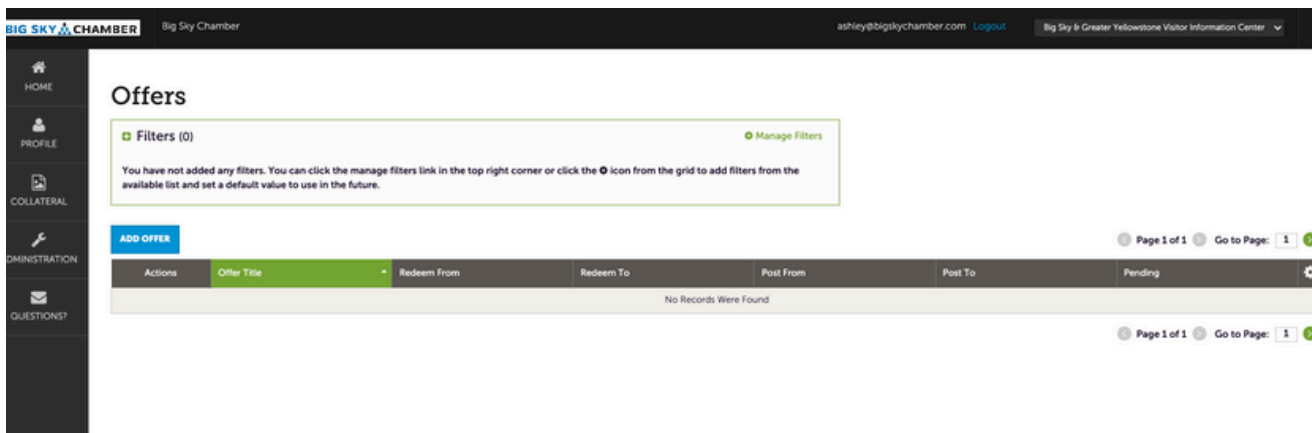 BIG SKY CHAMBER
Big Sky Chamber
ashley@bigskychamber.com Logout
Big Sky & Greater Yellowstone Visitor Information Center
HOME
PROFILE
COLLATERAL
DMINISTRATION
QUESTIONS?
Offers
Filters (0)
Manage Filters
You have not added any filters. You can click the manage filters link in the top right corner or click the icon from the grid to add filters from the
available list and set a default value to use in the future.
ADD OFFER
Page 1 of 1 Go to Page: 1
Actions Offer Title Redeem From Redeem To Post From Post To Pending
No Records Were Found
Page 1 of 1 Go to Page: 1